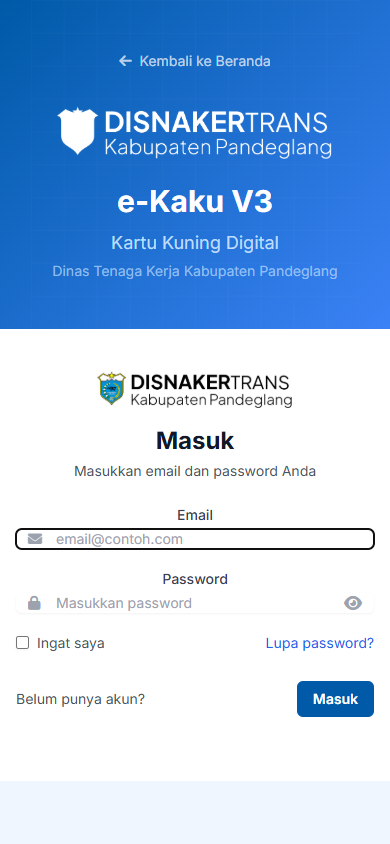 Kembali ke Beranda
DISNAKERTRANS
Kabupaten Pandeglang
e-Kaku V3
Kartu Kuning Digital
Dinas Tenaga Kerja Kabupaten Pandeglang
DISNAKERTRANS
Kabupaten Pandeglang
Masuk
Masukkan email dan password Anda
Email
email@contoh.com
Password
Masukkan password
Ingat saya
Lupa password?
Belum punya akun?
Masuk